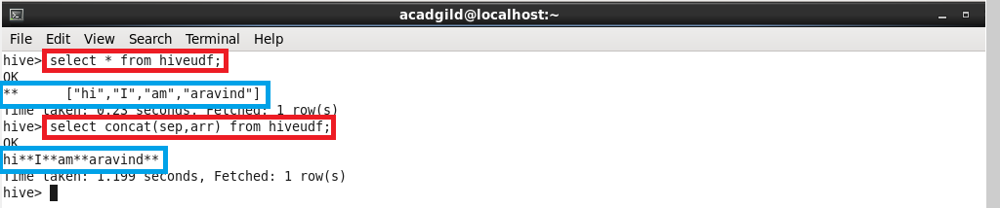 acadgild@localhost:~
File Edit View Search Terminal Help
hive> select * from hiveudf;
OK
** ["hi","I","am","aravind"]
Time taken: 0.23 seconds, Fetched: 1 row(s)
hive> select concat(sep,arr) from hiveudf;
OK
hi**I**am**aravind**
Time taken: 1.199 seconds, Fetched: 1 row(s)
hive>